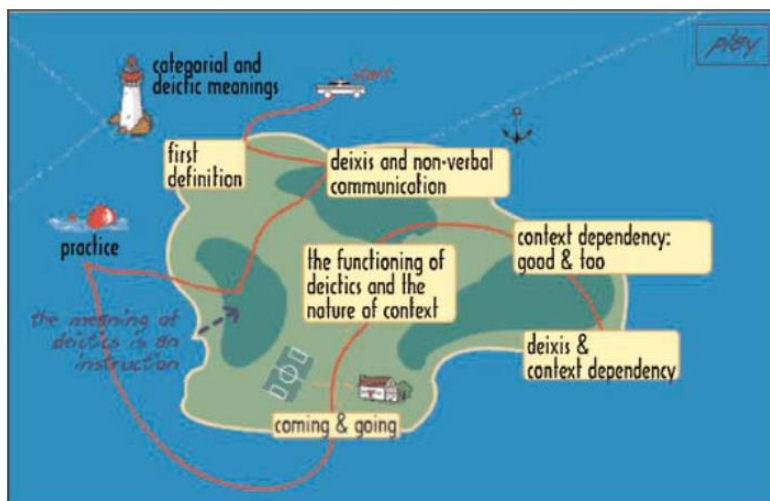 play
categorial and
deictic meanings
start
first
definition
deixis and non-verbal
communication
practice
the functioning of
deictics and the
nature of context
context dependency:
good & too
the meaning of
deictics is an
instruction
deixis &
context dependency
coming & going